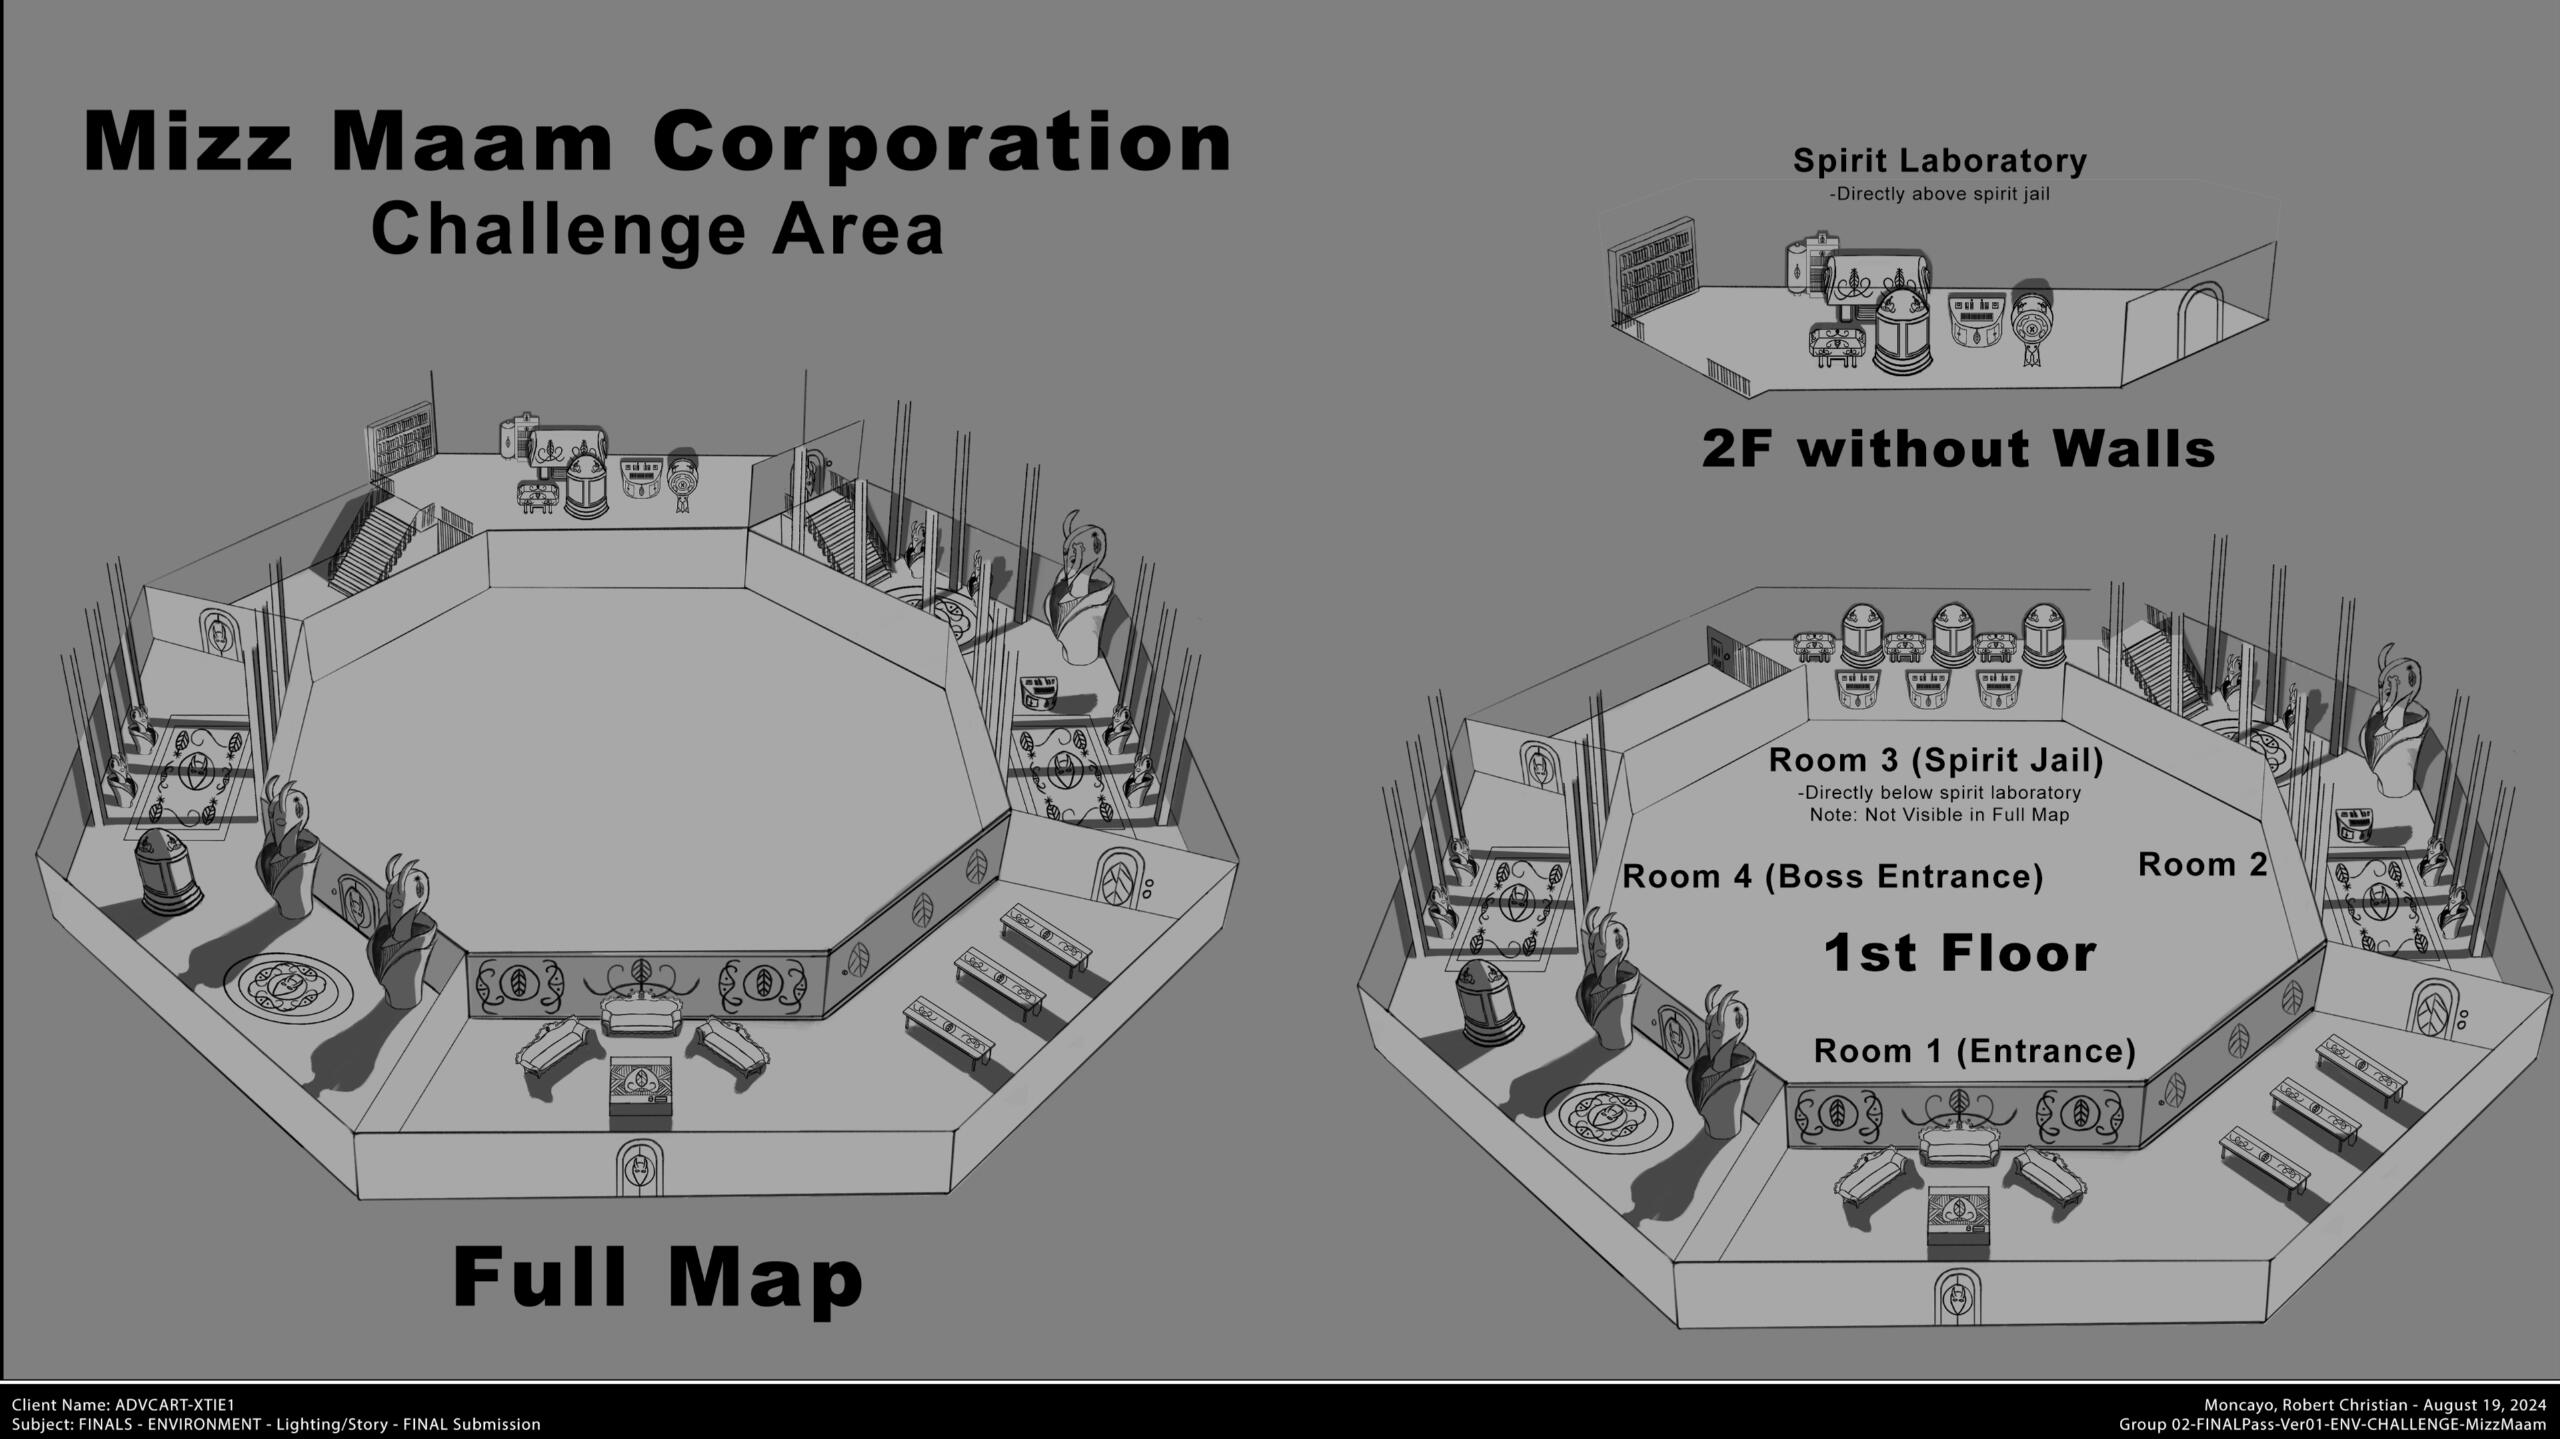 Mizz Maam Corporation
Challenge Area
Spirit Laboratory
-Directly above spirit jail
2F without Walls
Room 3 (Spirit Jail)
-Directly below spirit laboratory
Note: Not Visible in Full Map
Room 4 (Boss Entrance)
Room 2
1st Floor
Room 1 (Entrance)
Full Map
Client Name: ADVCART-XTIE1
Subject: FINALS - ENVIRONMENT - Lighting/Story - FINAL Submission
Moncayo, Robert Christian - August 19, 2024
Group 02-FINALPass-Ver01-ENV-CHALLENGE-MizzMaam